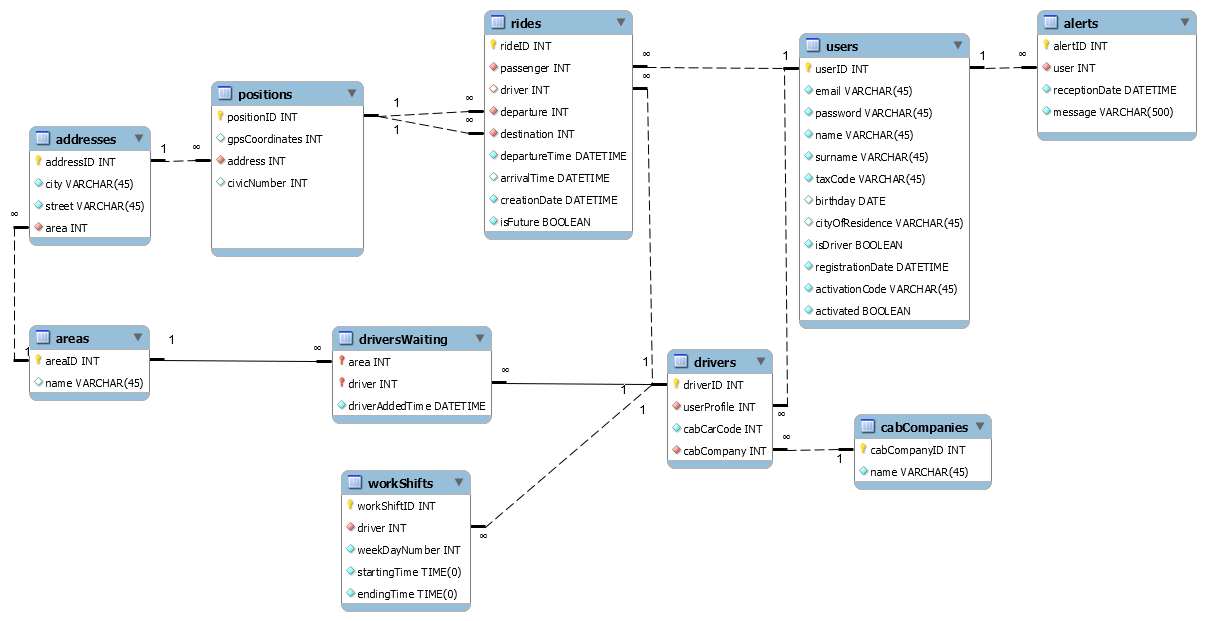 rides
rideID INT
passenger INT
driver INT
departure INT
destination INT
departureTime DATETIME
arrivalTime DATETIME
creationDate DATETIME
isFuture BOOLEAN
∞
∞
1
users
userID INT
email VARCHAR(45)
password VARCHAR(45)
name VARCHAR(45)
surname VARCHAR(45)
taxCode VARCHAR(45)
birthday DATE
cityOfResidence VARCHAR(45)
isDriver BOOLEAN
registrationDate DATETIME
activationCode VARCHAR(45)
activated BOOLEAN
1
∞
alerts
alertID INT
user INT
receptionDate DATETIME
message VARCHAR(500)
positions
positionID INT
gpsCoordinates INT
address INT
civicNumber INT
1
∞
1
∞
addresses
addressID INT
city VARCHAR(45)
street VARCHAR(45)
area INT
1
∞
∞
1
areas
areaID INT
name VARCHAR(45)
1
∞
driversWaiting
area INT
driver INT
driverAddedTime DATETIME
∞
1
1
1
drivers
driverID INT
userProfile INT
cabCarCode INT
cabCompany INT
∞
∞
1
cabCompanies
cabCompanyID INT
name VARCHAR(45)
workShifts
workShiftID INT
driver INT
weekDayNumber INT
startingTime TIME(0)
endingTime TIME(0)
∞